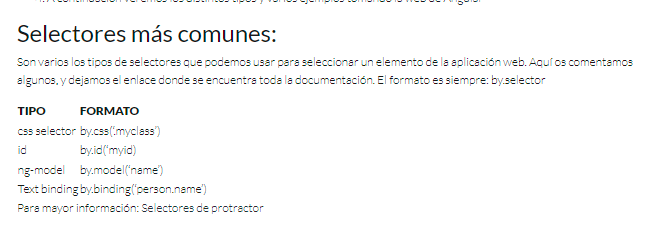 Selectores más comunes:
Son varios los tipos de selectores que podemos usar para seleccionar un elemento de la aplicación web. Aquí os comentamos
algunos, y dejamos el enlace donde se encuentra toda la documentación. El formato es siempre: by.selector
TIPO FORMATO
css selector by.css('.myclass')
id by.id('myid)
ng-model by.model('name')
Text binding by.binding('person.name')
Para mayor información: Selectores de protractor